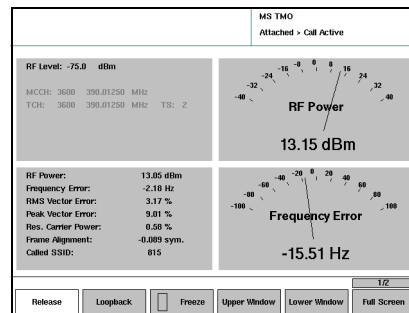 MS TMO
Attached > Call Active
RF Level: -75.0 dBm
MCCH: 3600 390.01250 MHz
TCH: 3600 390.01250 MHz TS: 2
-40 -32 -24 -16 -8 0 8 16 24 32 40
RF Power
13.15 dBm
RF Power: 13.05 dBm
Frequency Error: -2.18 Hz
RMS Vector Error: 3.17 %
Peak Vector Error: 9.01 %
Res. Carrier Power: 0.58 %
Frame Alignment: -0.089 sym.
Called SSID: 815
-100 -80 -60 -40 -20 0 20 40 60 80 100
Frequency Error
-15.51 Hz
1/2
Release Loopback Freeze Upper Window Lower Window Full Screen